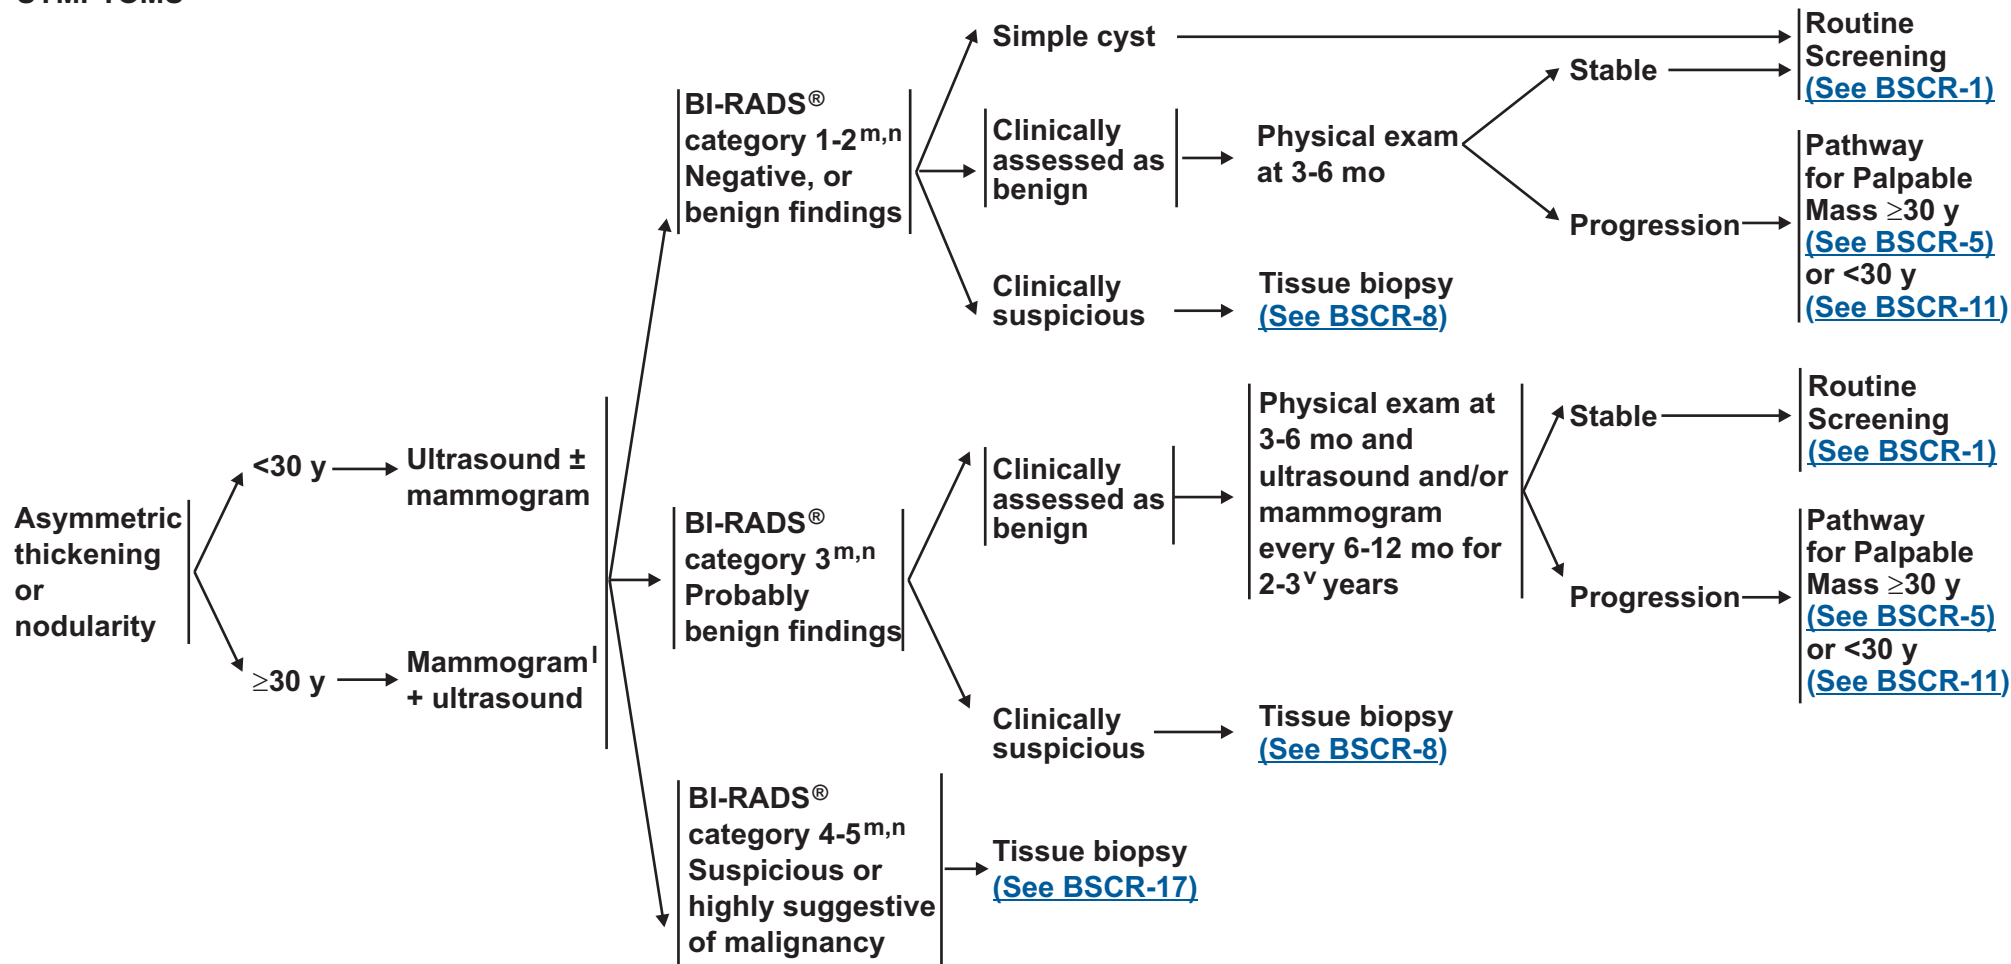 SYMPTOMS
Asymmetric
thickening
or
nodularity
<30 y
Ultrasound ±
mammogram
≥30 y
Mammogram^l
+ ultrasound
BI-RADS®
category 1-2^m,n
Negative, or
benign findings
Simple cyst
Routine
Screening
(See BSCR-1)
Clinically
assessed as
benign
Physical exam
at 3-6 mo
Stable
Progression
Pathway
for Palpable
Mass ≥30 y
(See BSCR-5)
or <30 y
(See BSCR-11)
Clinically
suspicious
Tissue biopsy
(See BSCR-8)
BI-RADS®
category 3^m,n
Probably
benign findings
Clinically
assessed as
benign
Physical exam at
3-6 mo and
ultrasound and/or
mammogram
every 6-12 mo for
2-3^v years
Stable
Routine
Screening
(See BSCR-1)
Progression
Pathway
for Palpable
Mass ≥30 y
(See BSCR-5)
or <30 y
(See BSCR-11)
Clinically
suspicious
Tissue biopsy
(See BSCR-8)
BI-RADS®
category 4-5^m,n
Suspicious or
highly suggestive
of malignancy
Tissue biopsy
(See BSCR-17)